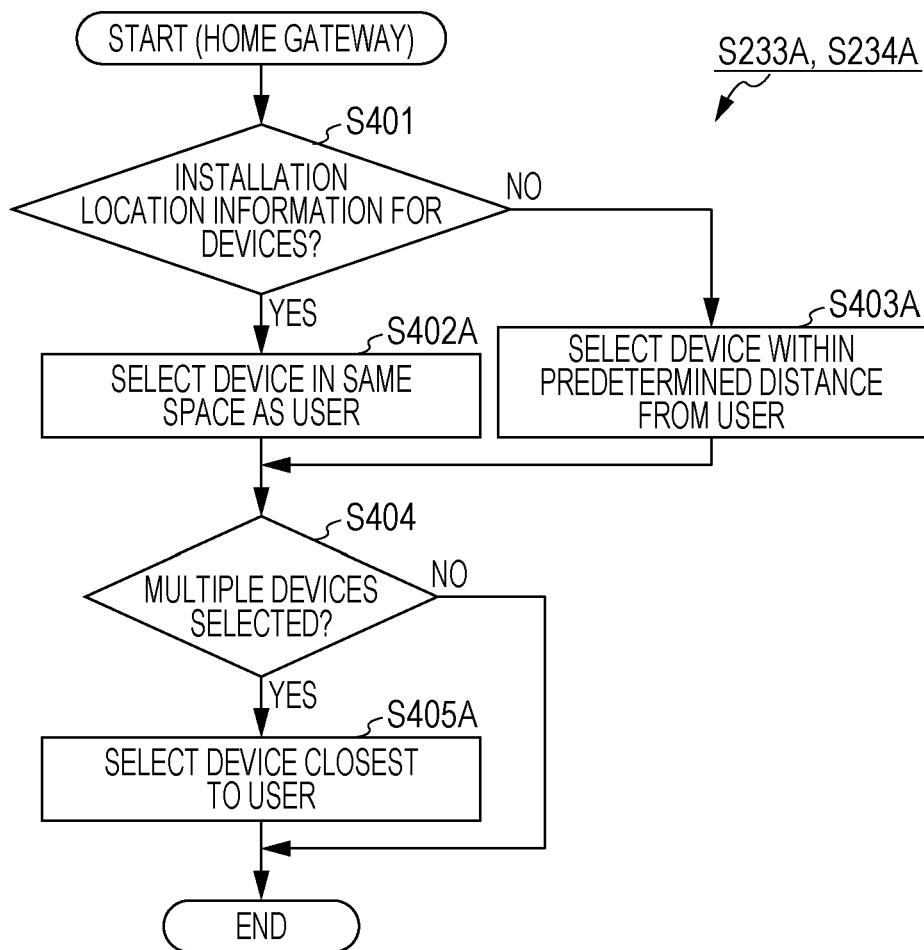 START (HOME GATEWAY)
S233A, S234A
S401
INSTALLATION
LOCATION INFORMATION FOR
DEVICES?
NO
YES
S402A
SELECT DEVICE IN SAME
SPACE AS USER
S403A
SELECT DEVICE WITHIN
PREDETERMINED DISTANCE
FROM USER
S404
MULTIPLE DEVICES
SELECTED?
NO
YES
S405A
SELECT DEVICE CLOSEST
TO USER
END